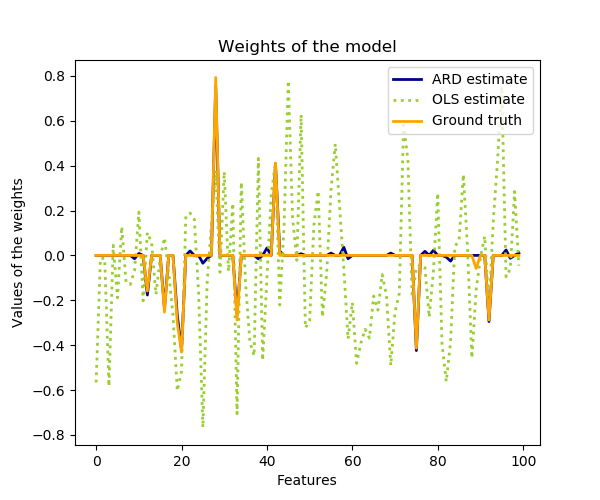 Weights of the model
ARD estimate
OLS estimate
Ground truth
Values of the weights
0.8
0.6
0.4
0.2
0.0
−0.2
−0.4
−0.6
−0.8
0 20 40 60 80 100
Features